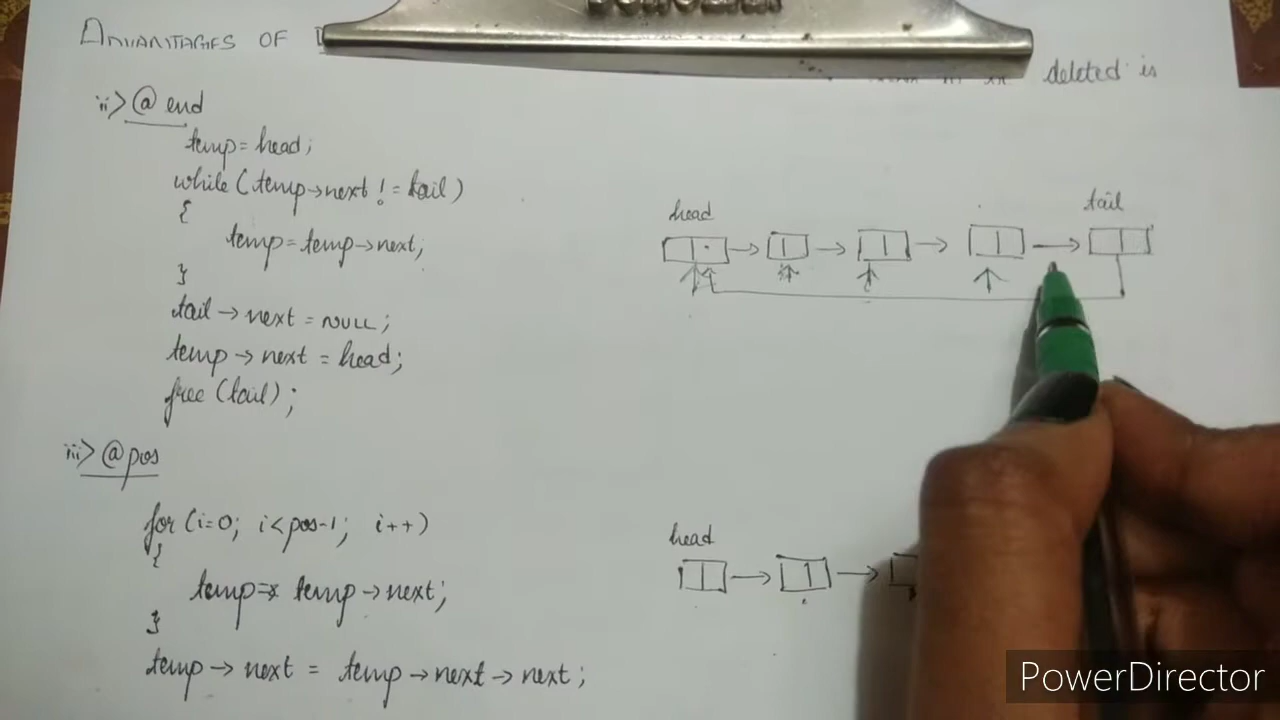 ADVANTAGES OF
deleted is
ii> @ end
temp = head;
while (temp->next != tail)
{
temp = temp->next;
}
tail -> next = NULL;
temp -> next = head;
free (tail);
head
tail
iii> @ pos
for (i=0; i<pos-1; i++)
{
temp = temp -> next;
}
temp -> next = temp -> next -> next;
head
PowerDirector